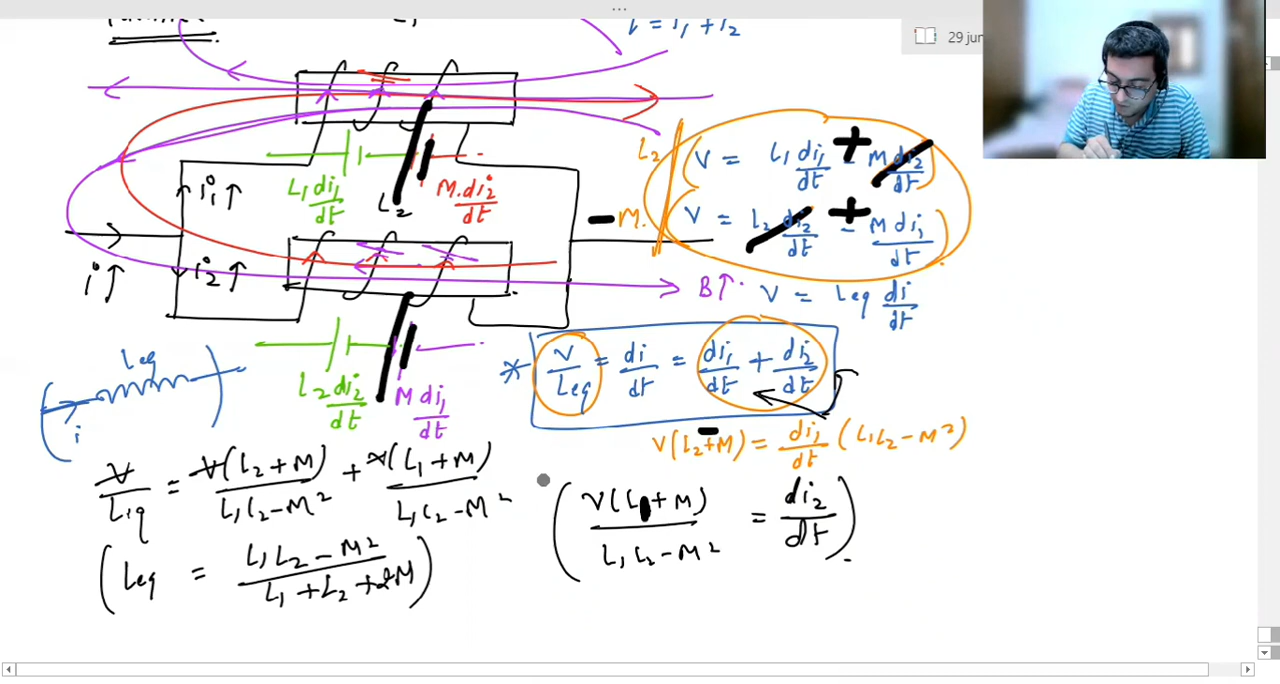 i = i₁ + i₂
29 jun
L₂
V = L₁ di₁/dt + M di₂/dt
i₁ ↑
L₁ di₁/dt
L₂
M. di₂/dt
− M.
V = L₂ di₂/dt + M di₁/dt
i ↑
i₂ ↑
B ↑.
V = Leq di/dt
Leq
i
L₂ di₂/dt
M di₁/dt
* V/Leq = di/dt = di₁/dt + di₂/dt
V(L₂ − M) = di₁/dt (L₁L₂ − M²)
V/Leq = V(L₂ + M)/(L₁L₂ − M²) + V(L₁ + M)/(L₁L₂ − M²)
(V(L₁ + M)/(L₁L₂ − M²) = di₂/dt).
(Leq = (L₁L₂ − M²)/(L₁ + L₂ + 2M))